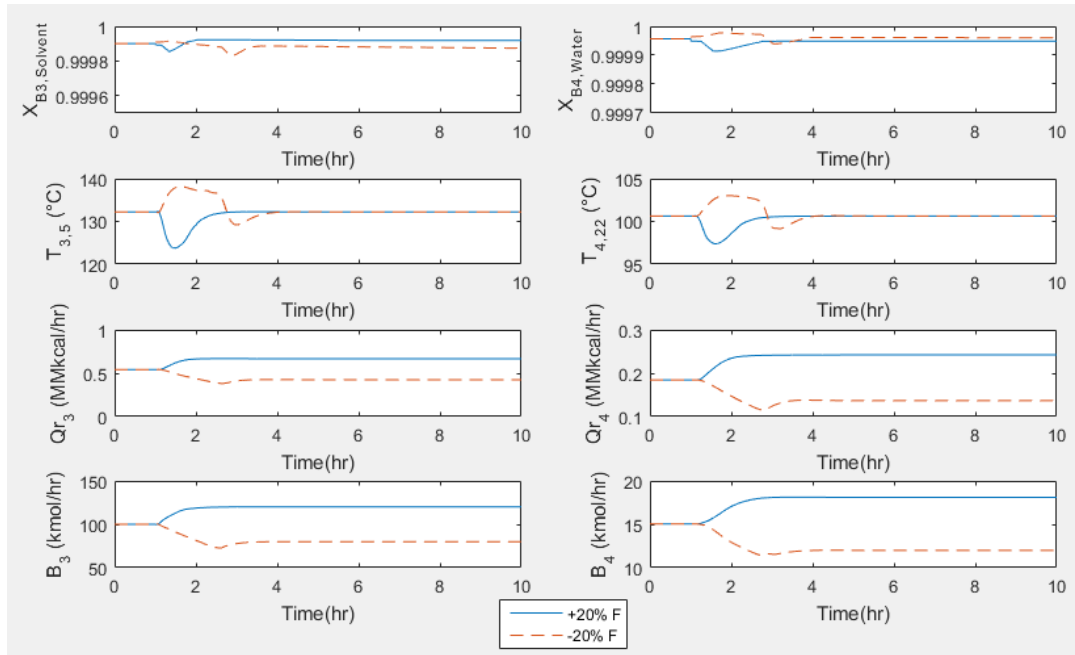 X_B3,Solvent
1
0.9998
0.9996
0 2 4 6 8 10
Time(hr)
X_B4,Water
1
0.9999
0.9998
0.9997
0 2 4 6 8 10
Time(hr)
T_3,5 (°C)
140
130
120
0 2 4 6 8 10
Time(hr)
T_4,22 (°C)
105
100
95
0 2 4 6 8 10
Time(hr)
Qr_3 (MMkcal/hr)
1
0.5
0
0 2 4 6 8 10
Time(hr)
Qr_4 (MMkcal/hr)
0.3
0.2
0.1
0 2 4 6 8 10
Time(hr)
B_3 (kmol/hr)
150
100
50
0 2 4 6 8 10
Time(hr)
B_4 (kmol/hr)
20
15
10
0 2 4 6 8 10
Time(hr)
+20% F
-20% F